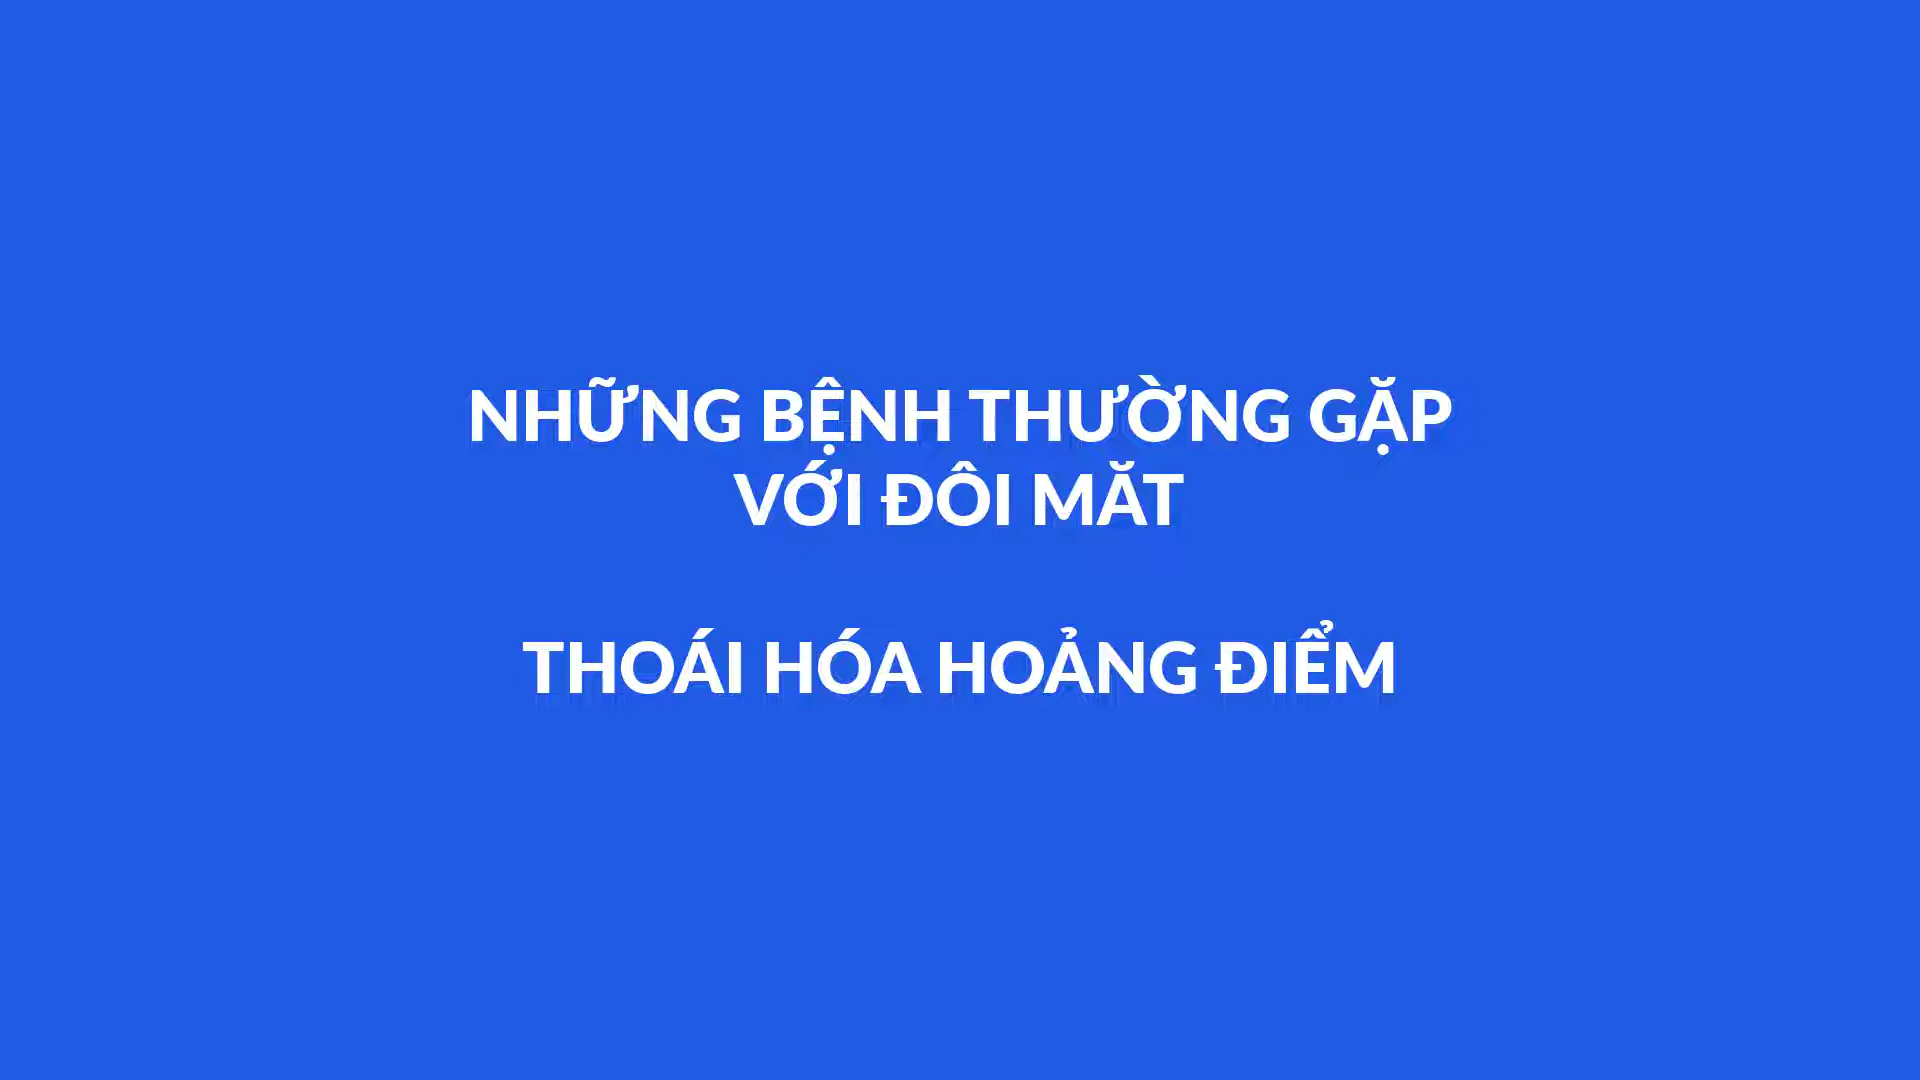 NHỮNG BỆNH THƯỜNG GẶP
VỚI ĐÔI MẮT
THOÁI HÓA HOẢNG ĐIỂM